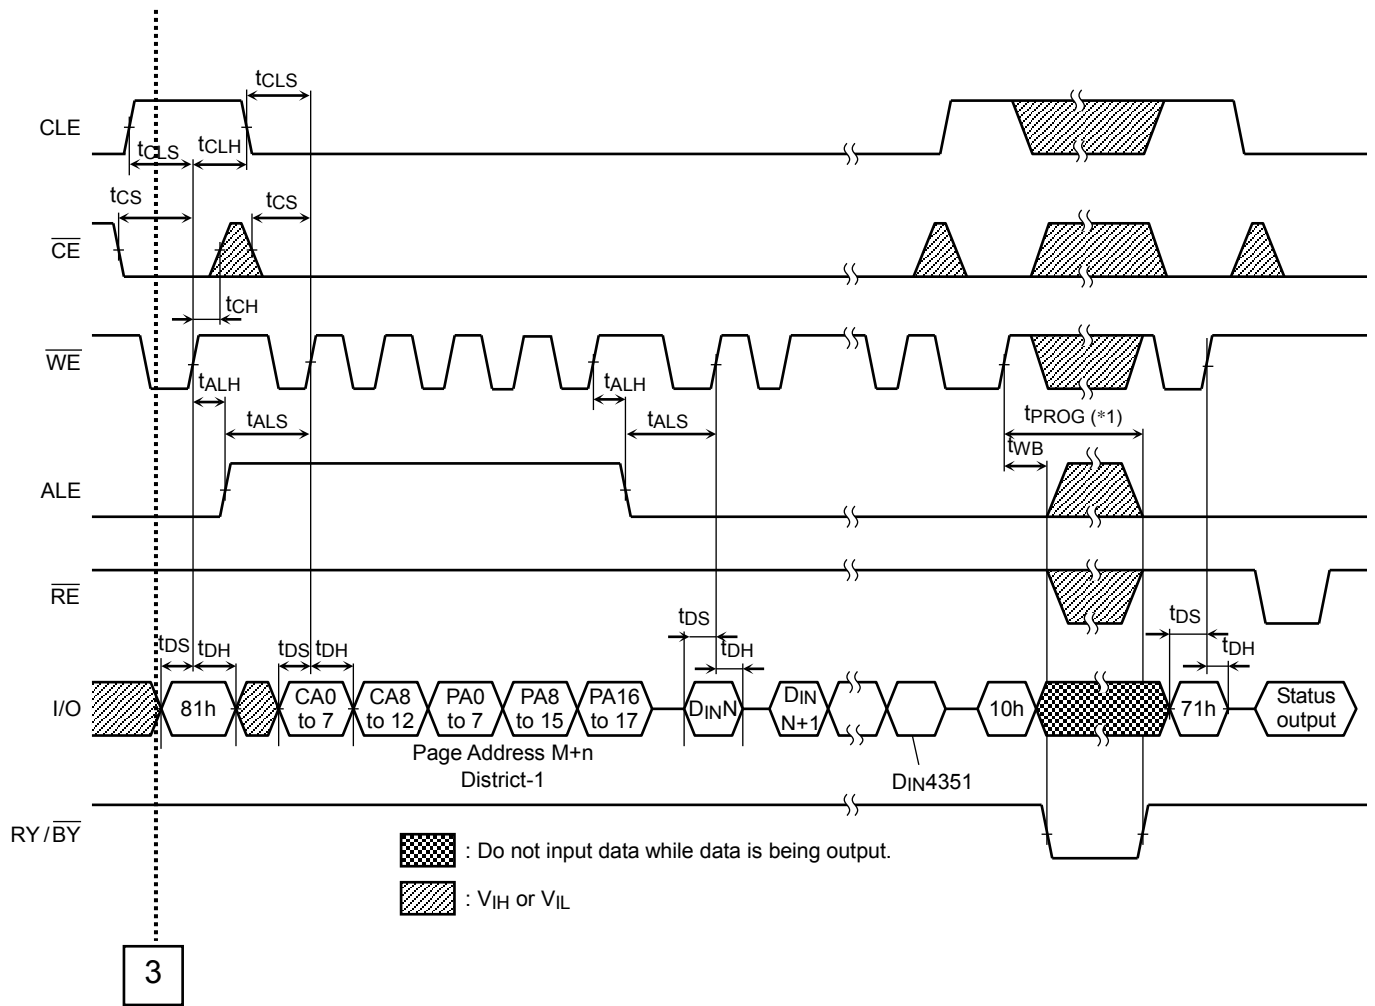 tCLS
CLE
tCLS tCLH
tCS tCS
CE
tCH
WE
tALH tALH
tPROG (*1)
tALS tALS
tWB
ALE
RE
tDS tDH tDS tDH tDS tDH tDS tDH
I/O 81h CA0 to 7 CA8 to 12 PA0 to 7 PA8 to 15 PA16 to 17 DINN DIN N+1 10h 71h Status output
Page Address M+n
District-1
DIN4351
RY/BY
: Do not input data while data is being output.
: VIH or VIL
3